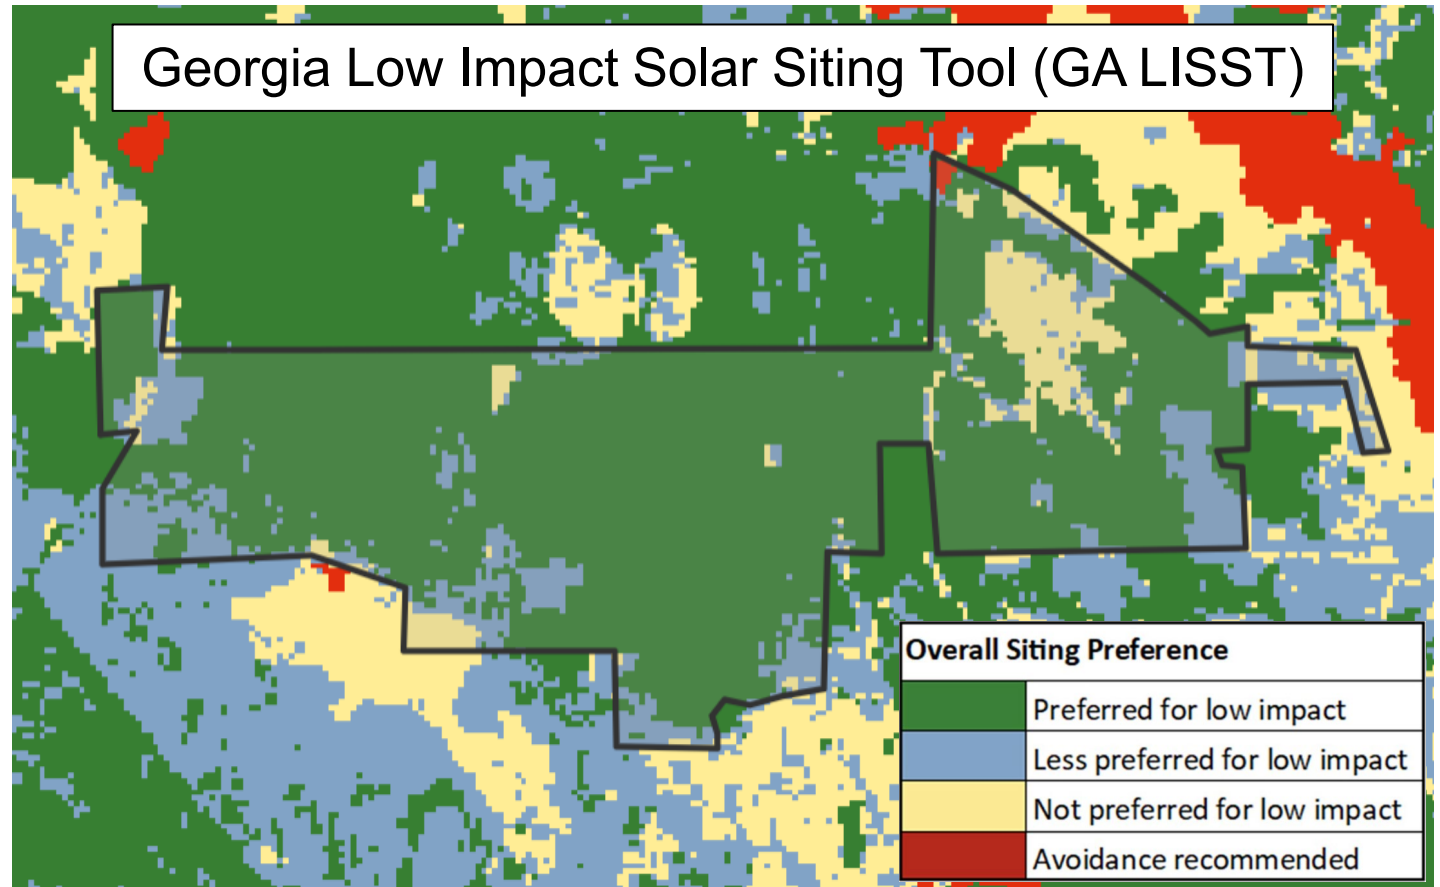 Georgia Low Impact Solar Siting Tool (GA LISST)
Overall Siting Preference
Preferred for low impact
Less preferred for low impact
Not preferred for low impact
Avoidance recommended